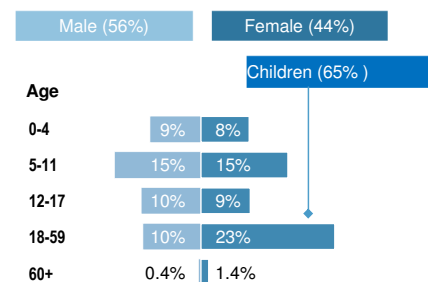 Male (56%) Female (44%)
Children (65% )
Age
0-4 9% 8%
5-11 15% 15%
12-17 10% 9%
18-59 10% 23%
60+ 0.4% 1.4%